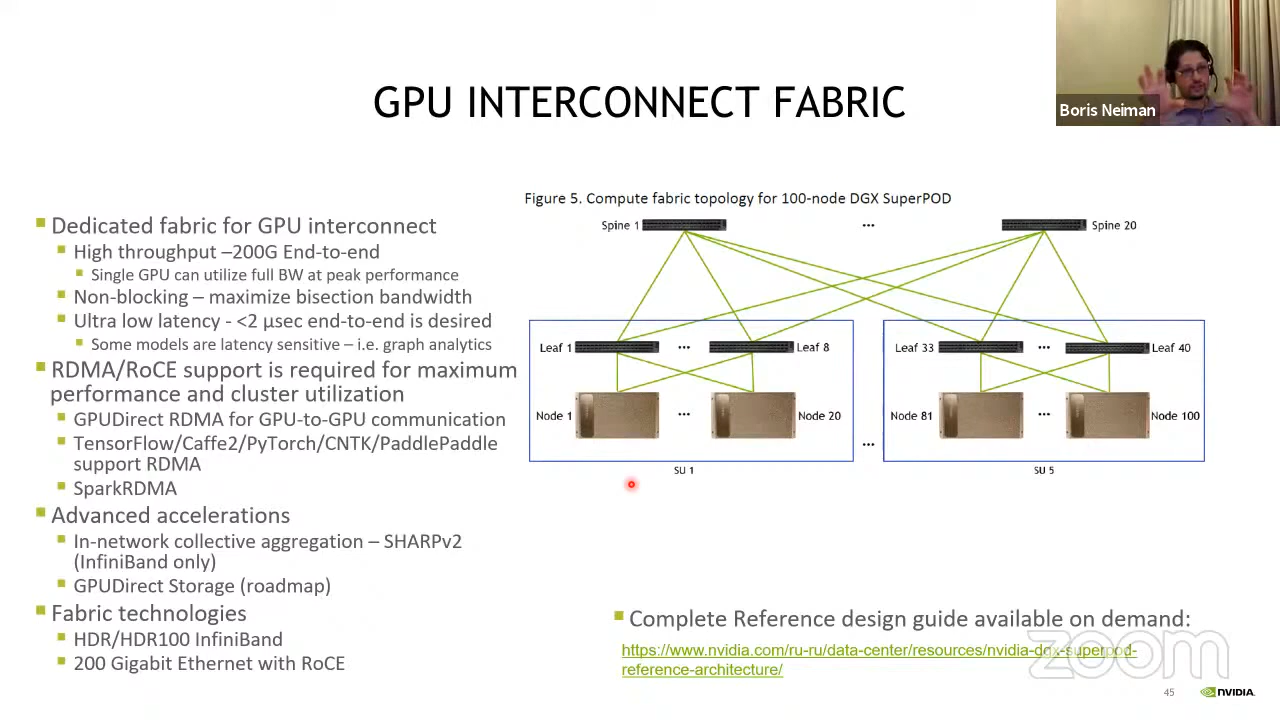 GPU INTERCONNECT FABRIC
Boris Neiman
Dedicated fabric for GPU interconnect
High throughput –200G End-to-end
Single GPU can utilize full BW at peak performance
Non-blocking – maximize bisection bandwidth
Ultra low latency - <2 μsec end-to-end is desired
Some models are latency sensitive – i.e. graph analytics
RDMA/RoCE support is required for maximum
performance and cluster utilization
GPUDirect RDMA for GPU-to-GPU communication
TensorFlow/Caffe2/PyTorch/CNTK/PaddlePaddle
support RDMA
SparkRDMA
Advanced accelerations
In-network collective aggregation – SHARPv2
(InfiniBand only)
GPUDirect Storage (roadmap)
Fabric technologies
HDR/HDR100 InfiniBand
200 Gigabit Ethernet with RoCE
Figure 5. Compute fabric topology for 100-node DGX SuperPOD
Spine 1 ... Spine 20
Leaf 1 ... Leaf 8 Leaf 33 ... Leaf 40
Node 1 ... Node 20 Node 81 ... Node 100
...
SU 1 SU 5
Complete Reference design guide available on demand:
https://www.nvidia.com/ru-ru/data-center/resources/nvidia-dgx-superpod-
reference-architecture/
zoom
45 NVIDIA.